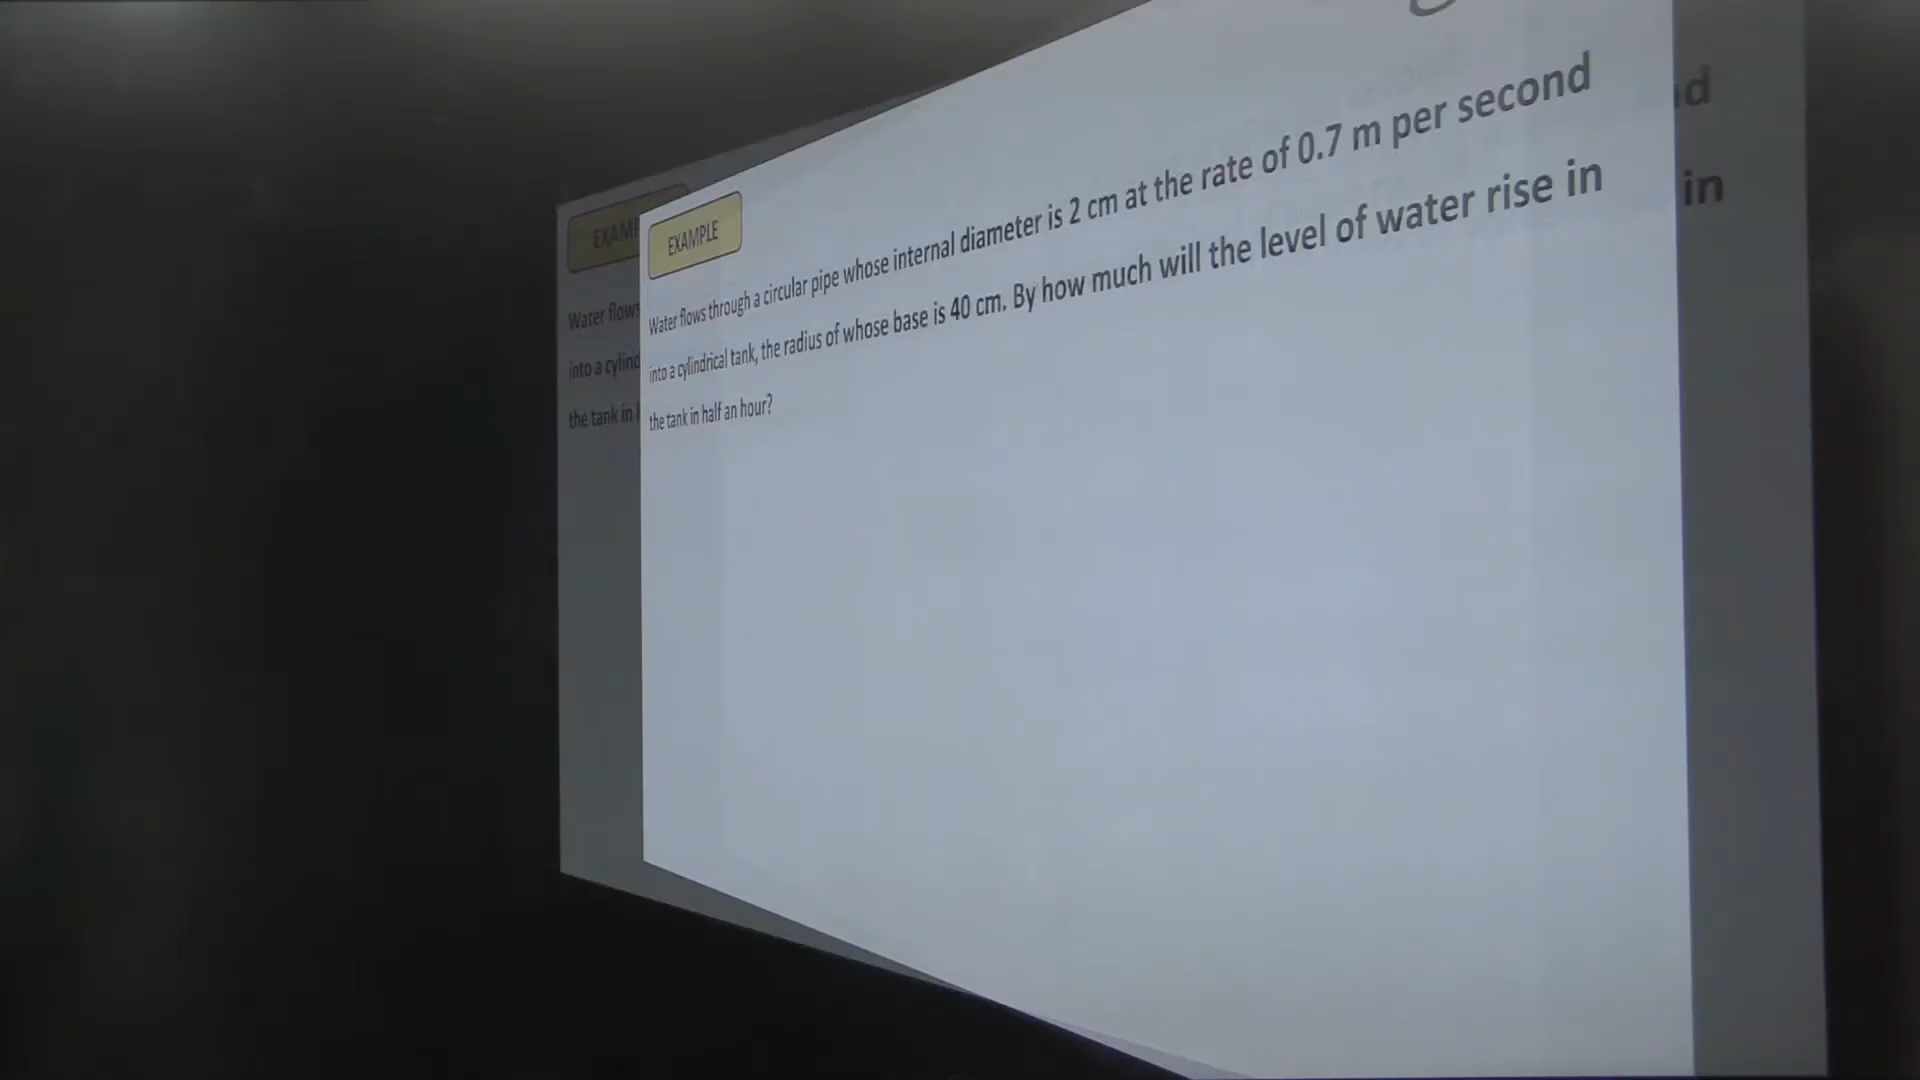 EXAMPLE
Water flows through a circular pipe whose internal diameter is 2 cm at the rate of 0.7 m per second
into a cylindrical tank, the radius of whose base is 40 cm. By how much will the level of water rise in
the tank in half an hour?
EXAMP
Water flows
into a cylind
the tank in
d
in